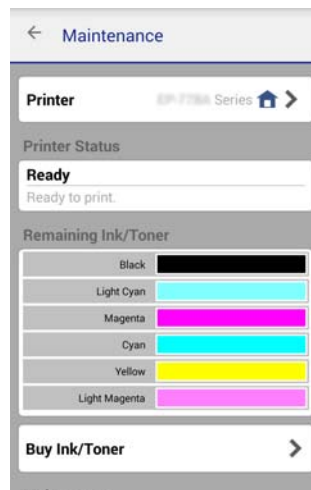 Maintenance
Printer Series
Printer Status
Ready
Ready to print.
Remaining Ink/Toner
Black
Light Cyan
Magenta
Cyan
Yellow
Light Magenta
Buy Ink/Toner